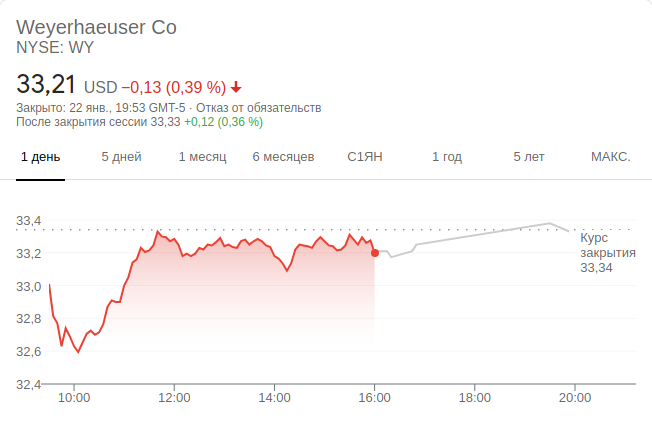 Weyerhaeuser Co
NYSE: WY
33,21 USD −0,13 (0,39 %)
Закрыто: 22 янв., 19:53 GMT-5 · Отказ от обязательств
После закрытия сессии 33,33 +0,12 (0,36 %)
1 день 5 дней 1 месяц 6 месяцев С1ЯН 1 год 5 лет МАКС.
33,4
Курс
33,2 закрытия
33,34
33,0
32,8
32,6
32,4
10:00 12:00 14:00 16:00 18:00 20:00